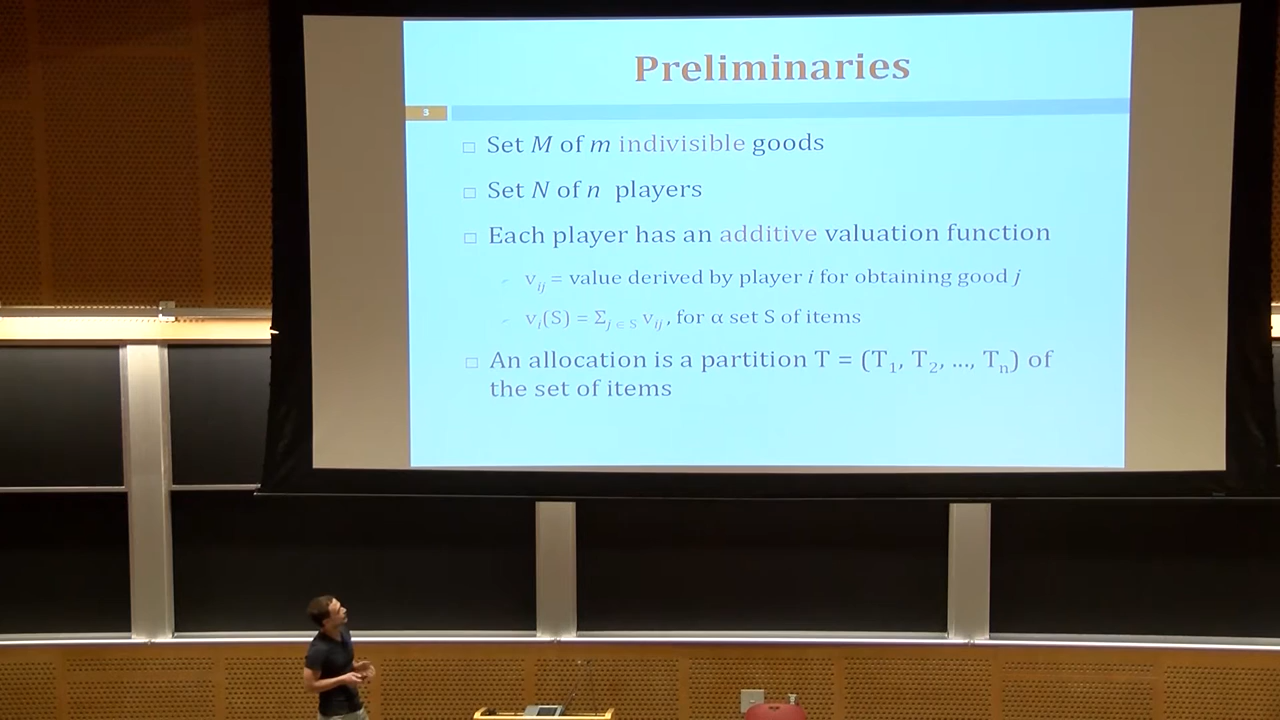 Preliminaries
3
□ Set M of m indivisible goods
□ Set N of n players
□ Each player has an additive valuation function
v_ij = value derived by player i for obtaining good j
v_i(S) = Σ_j ∈ S v_ij, for α set S of items
□ An allocation is a partition T = (T_1, T_2, ..., T_n) of
the set of items